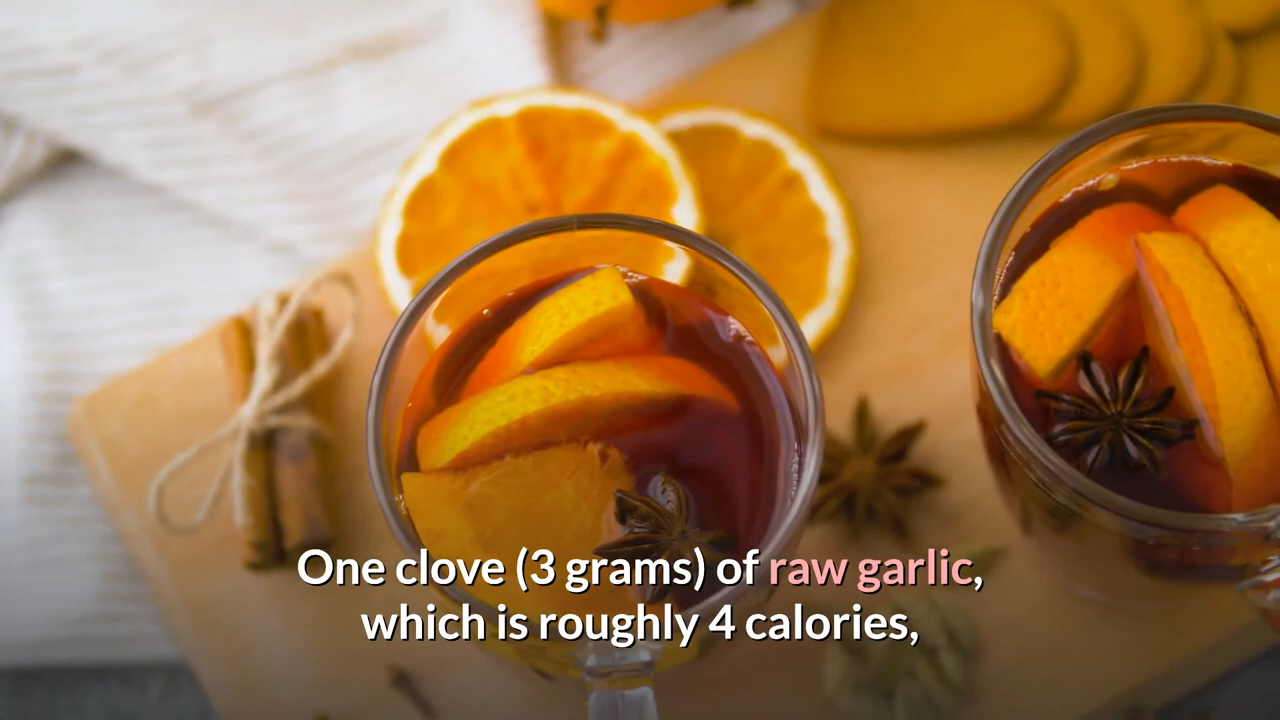 One clove (3 grams) of raw garlic,
which is roughly 4 calories,